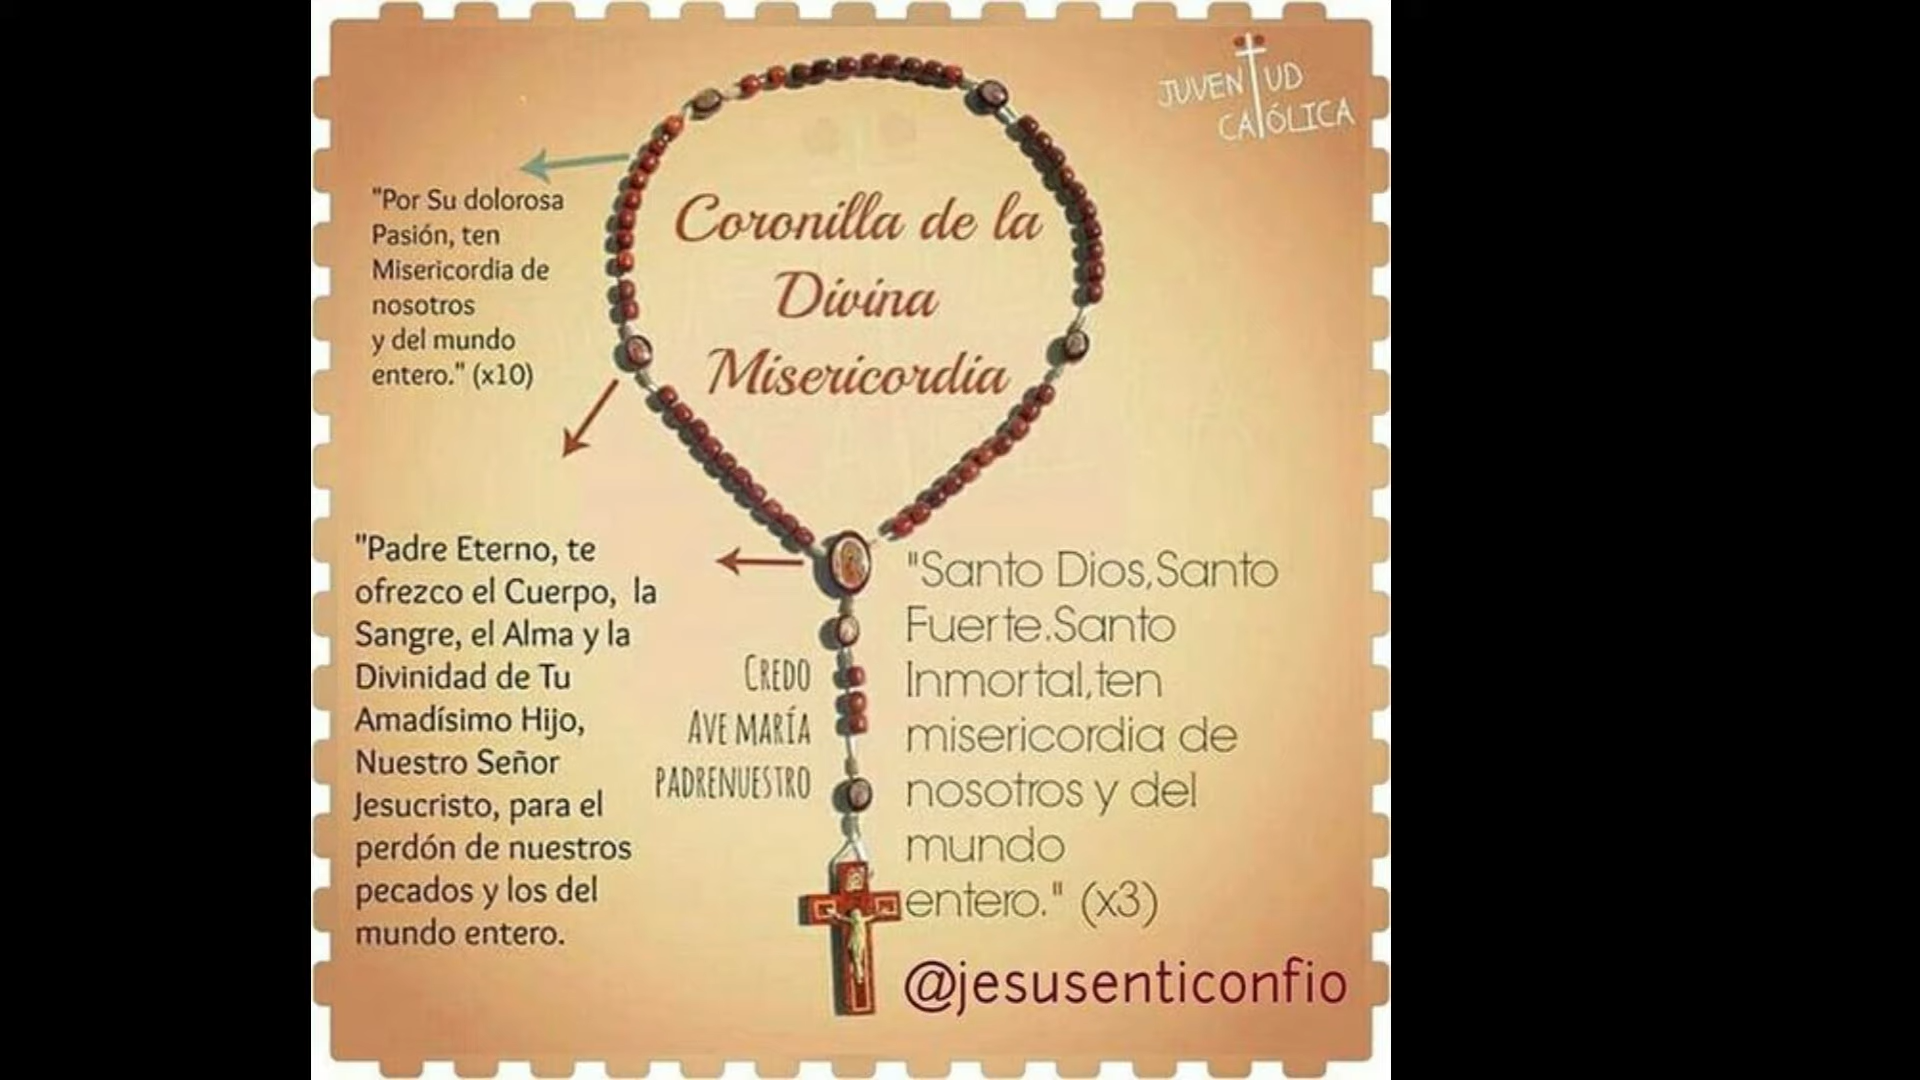 JUVENTUD
CATÓLICA
Coronilla de la
Divina
Misericordia
"Por Su dolorosa
Pasión, ten
Misericordia de
nosotros
y del mundo
entero." (x10)
"Padre Eterno, te
ofrezco el Cuerpo, la
Sangre, el Alma y la
Divinidad de Tu
Amadísimo Hijo,
Nuestro Señor
Jesucristo, para el
perdón de nuestros
pecados y los del
mundo entero.
CREDO
AVE MARÍA
PADRENUESTRO
"Santo Dios,Santo
Fuerte.Santo
Inmortal,ten
misericordia de
nosotros y del
mundo
entero." (x3)
@jesusenticonfio